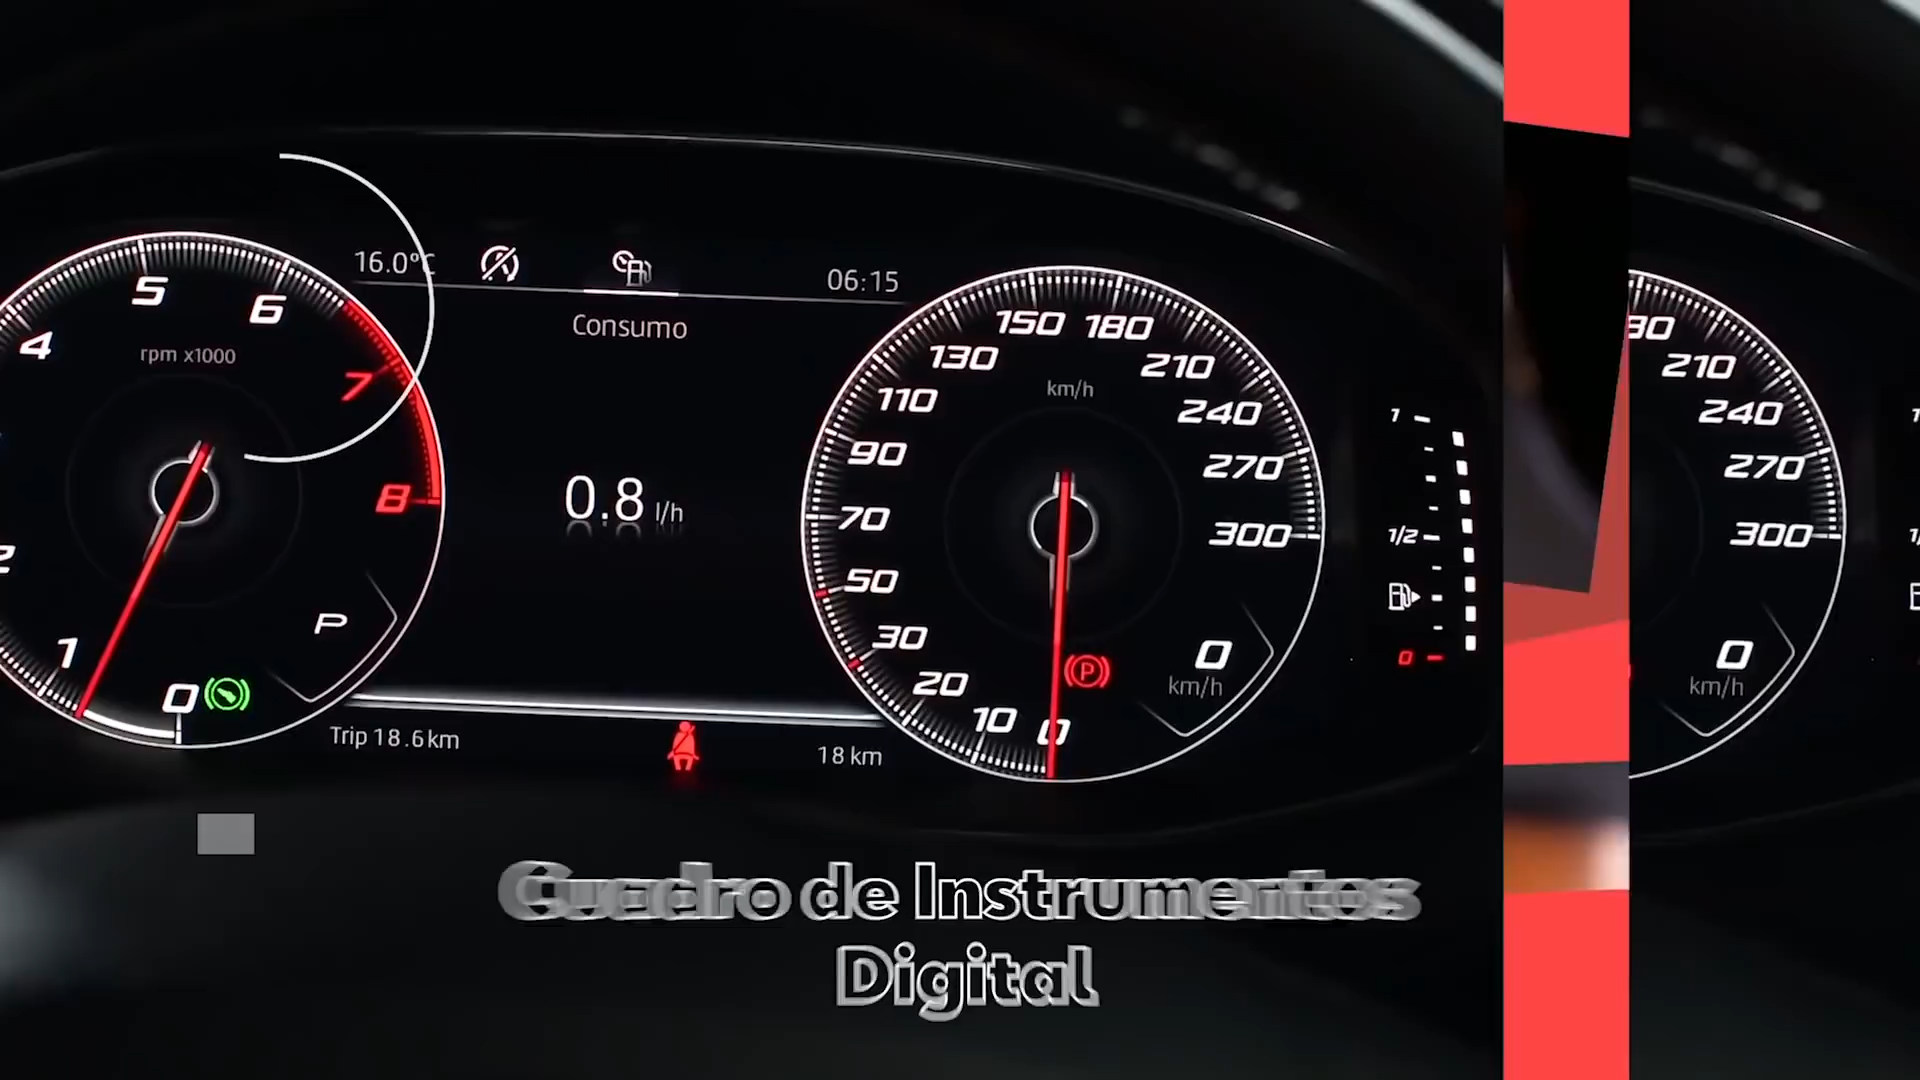 16.0°C
06:15
Consumo
0.8 l/h
4
5
6
7
8
rpm x1000
2
1
0
P
P
Trip 18.6km
18 km
150
180
130
210
110
240
90
270
70
300
50
30
20
10
0
km/h
0
km/h
1
1/2
0
210
240
270
300
0
km/h
Cuadro de Instrumentos
Digital